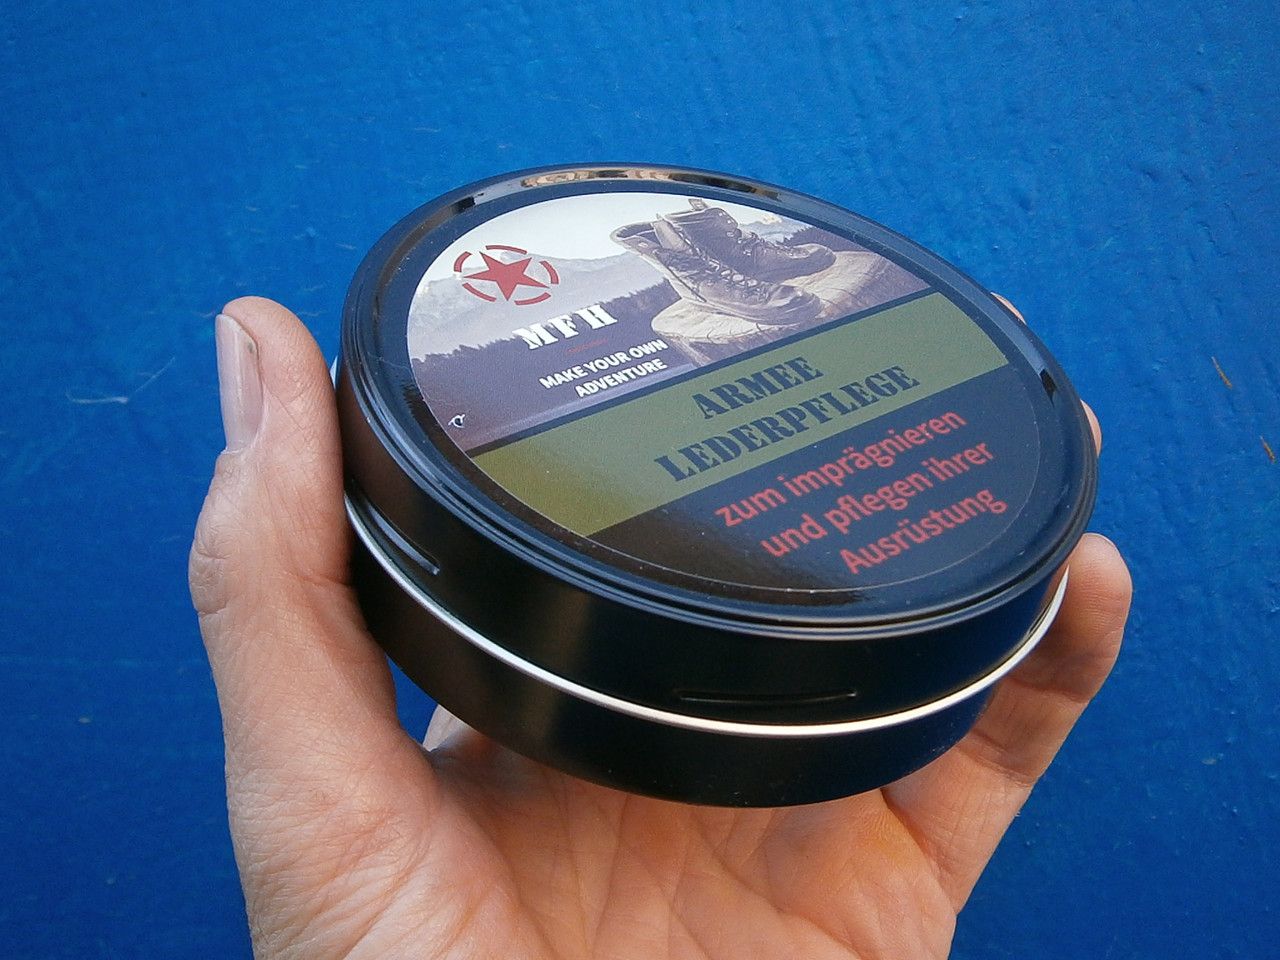 MFH
MAKE YOUR OWN
ADVENTURE
ARMEE
LEDERPFLEGE
zum imprägnieren
und pflegen ihrer
Ausrüstung